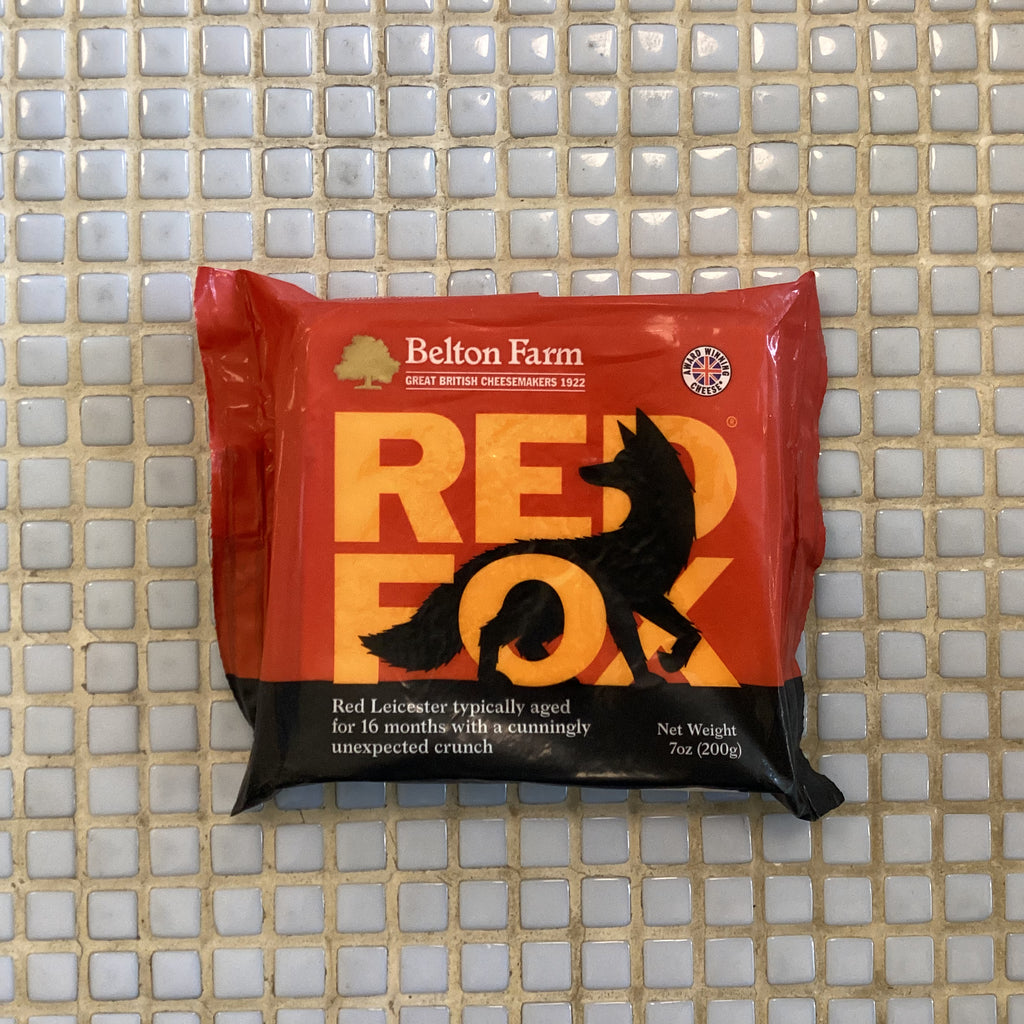 Belton Farm
GREAT BRITISH CHEESEMAKERS 1922
AWARD WINNING CHEESE
RED
®
FOX
Red Leicester typically aged
for 16 months with a cunningly
unexpected crunch
Net Weight
7oz (200g)